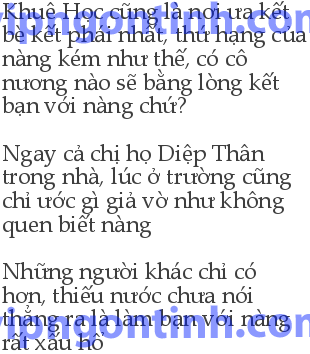 Khuê Học cũng là nơi ưa kết
bè kết phái nhất, thứ hạng của
nàng kém như thế, có cô
nương nào sẽ bằng lòng kết
bạn với nàng chứ?
Ngay cả chị họ Diệp Thân
trong nhà, lúc ở trường cũng
chỉ ước gì giả vờ như không
quen biết nàng
Những người khác chỉ có
hơn, thiếu nước chưa nói
thẳng ra là làm bạn với nàng
rất xấu hổ